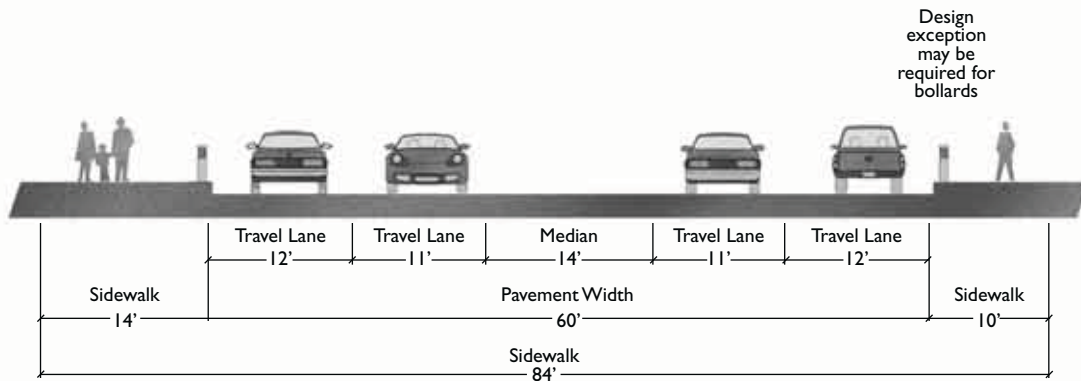 Design
exception
may be
required for
bollards
Travel Lane Travel Lane Median Travel Lane Travel Lane
12' 11' 14' 11' 12'
Sidewalk Pavement Width Sidewalk
14' 60' 10'
Sidewalk
84'